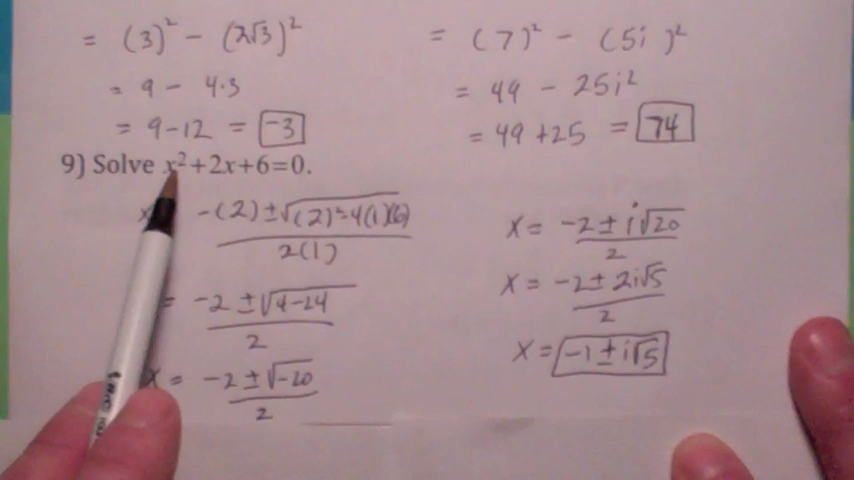 = (3)² − (2√3)²
= 9 − 4·3
= 9−12 = -3
= (7)² − (5i)²
= 49 − 25i²
= 49+25 = 74
9) Solve x²+2x+6=0.
x -(2)±√(2)²-4(1)(6)
2(1)
= -2 ±√4-24
2
x = -2 ±√-20
2
x = -2 ± i√20
2
x = -2 ± 2i√5
2
x = -1 ± i√5